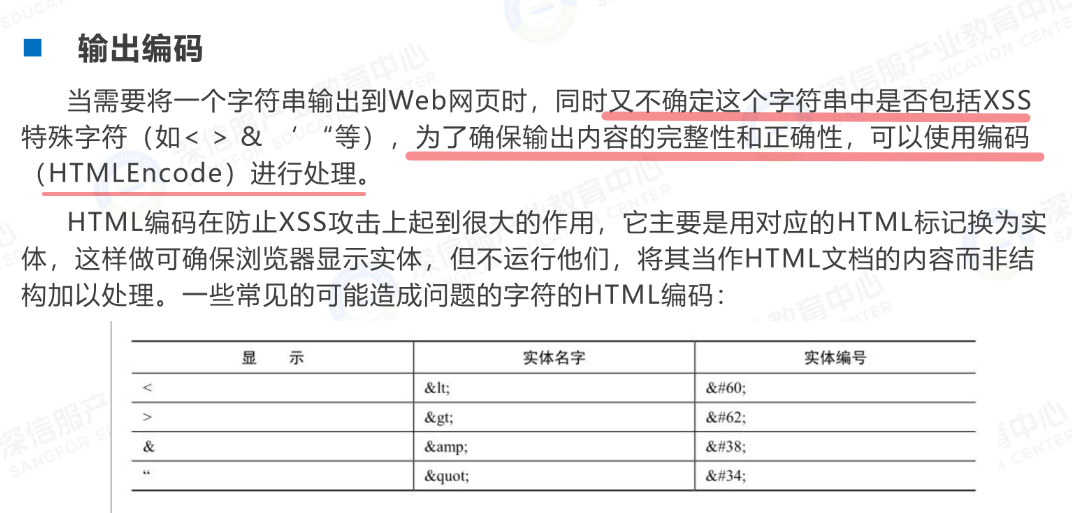 输出编码
当需要将一个字符串输出到Web网页时，同时又不确定这个字符串中是否包括XSS
特殊字符（如< > & ‘ “等），为了确保输出内容的完整性和正确性，可以使用编码
（HTMLEncode）进行处理。
HTML编码在防止XSS攻击上起到很大的作用，它主要是用对应的HTML标记换为实
体，这样做可确保浏览器显示实体，但不运行他们，将其当作HTML文档的内容而非结
构加以处理。一些常见的可能造成问题的字符的HTML编码：
显 示 实体名字 实体编号
< &lt; &#60;
> &gt; &#62;
& &amp; &#38;
“ &quot; &#34;
深信服产业教育中心
SANGFOR EDUCATION CENTER